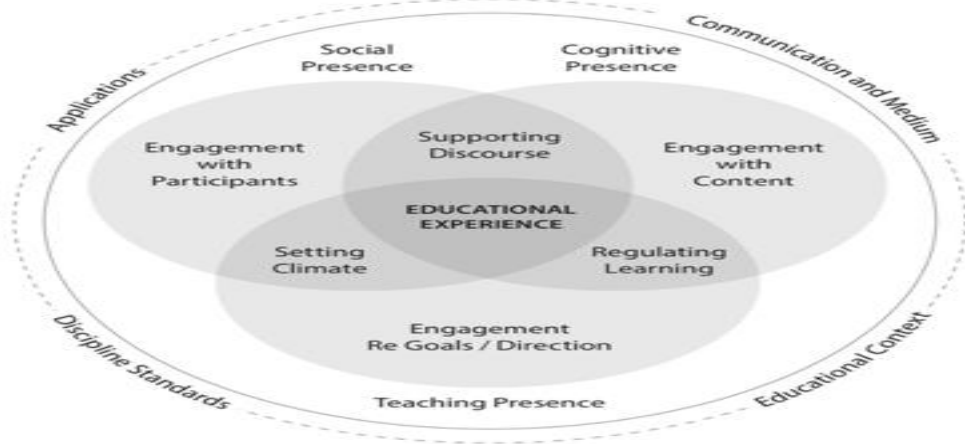 Social
Presence
Cognitive
Presence
Communication and Medium
Applications
Engagement
with
Participants
Supporting
Discourse
Engagement
with
Content
EDUCATIONAL
EXPERIENCE
Setting
Climate
Regulating
Learning
Engagement
Re Goals / Direction
Discipline Standards
Educational Context
Teaching Presence